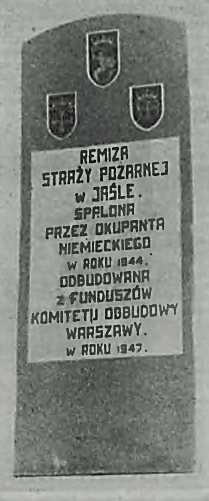 REMIZA
STRAŻY POŻARNEJ
W JAŚLE.
SPALONA
PRZEZ OKUPANTA
NIEMIECKIEGO
W ROKU 1944.
ODBUDOWANA
Z FUNDUSZÓW
KOMITETU ODBUDOWY
WARSZAWY.
W ROKU 1947.